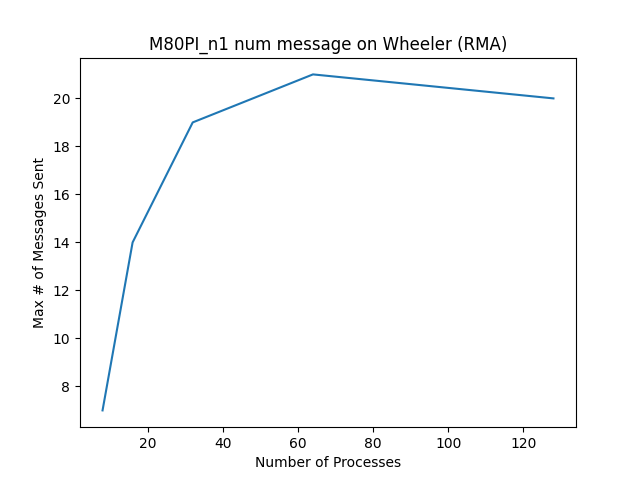 M80PI_n1 num message on Wheeler (RMA)
Max # of Messages Sent
20
18
16
14
12
10
8
20 40 60 80 100 120
Number of Processes